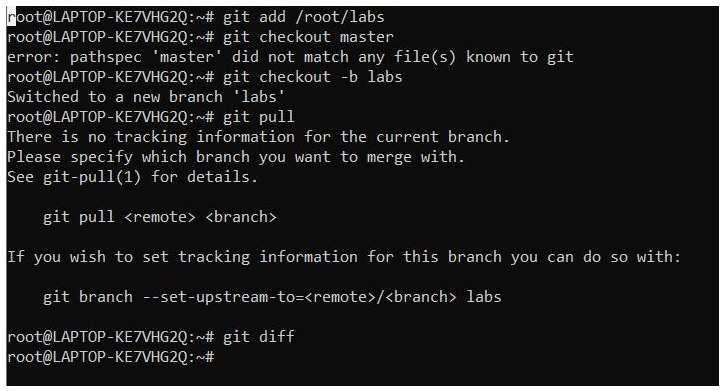 root@LAPTOP-KE7VHG2Q:~# git add /root/labs
root@LAPTOP-KE7VHG2Q:~# git checkout master
error: pathspec 'master' did not match any file(s) known to git
root@LAPTOP-KE7VHG2Q:~# git checkout -b labs
Switched to a new branch 'labs'
root@LAPTOP-KE7VHG2Q:~# git pull
There is no tracking information for the current branch.
Please specify which branch you want to merge with.
See git-pull(1) for details.

    git pull <remote> <branch>

If you wish to set tracking information for this branch you can do so with:

    git branch --set-upstream-to=<remote>/<branch> labs

root@LAPTOP-KE7VHG2Q:~# git diff
root@LAPTOP-KE7VHG2Q:~#